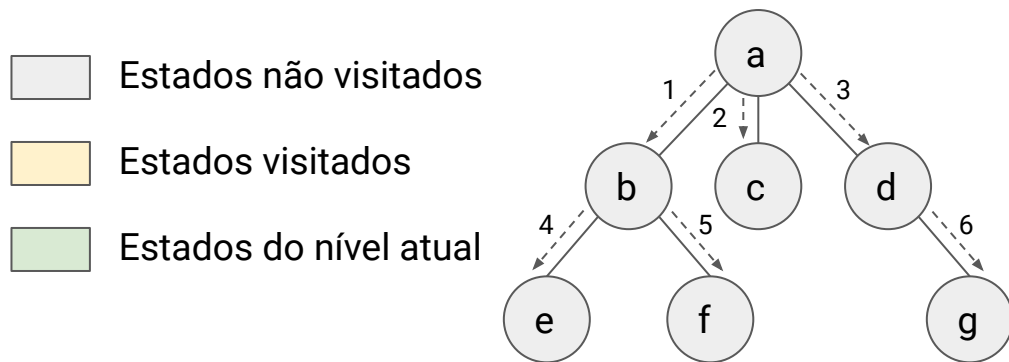 Estados não visitados
Estados visitados
Estados do nível atual
a
1
2
3
b
c
d
4
5
6
e
f
g